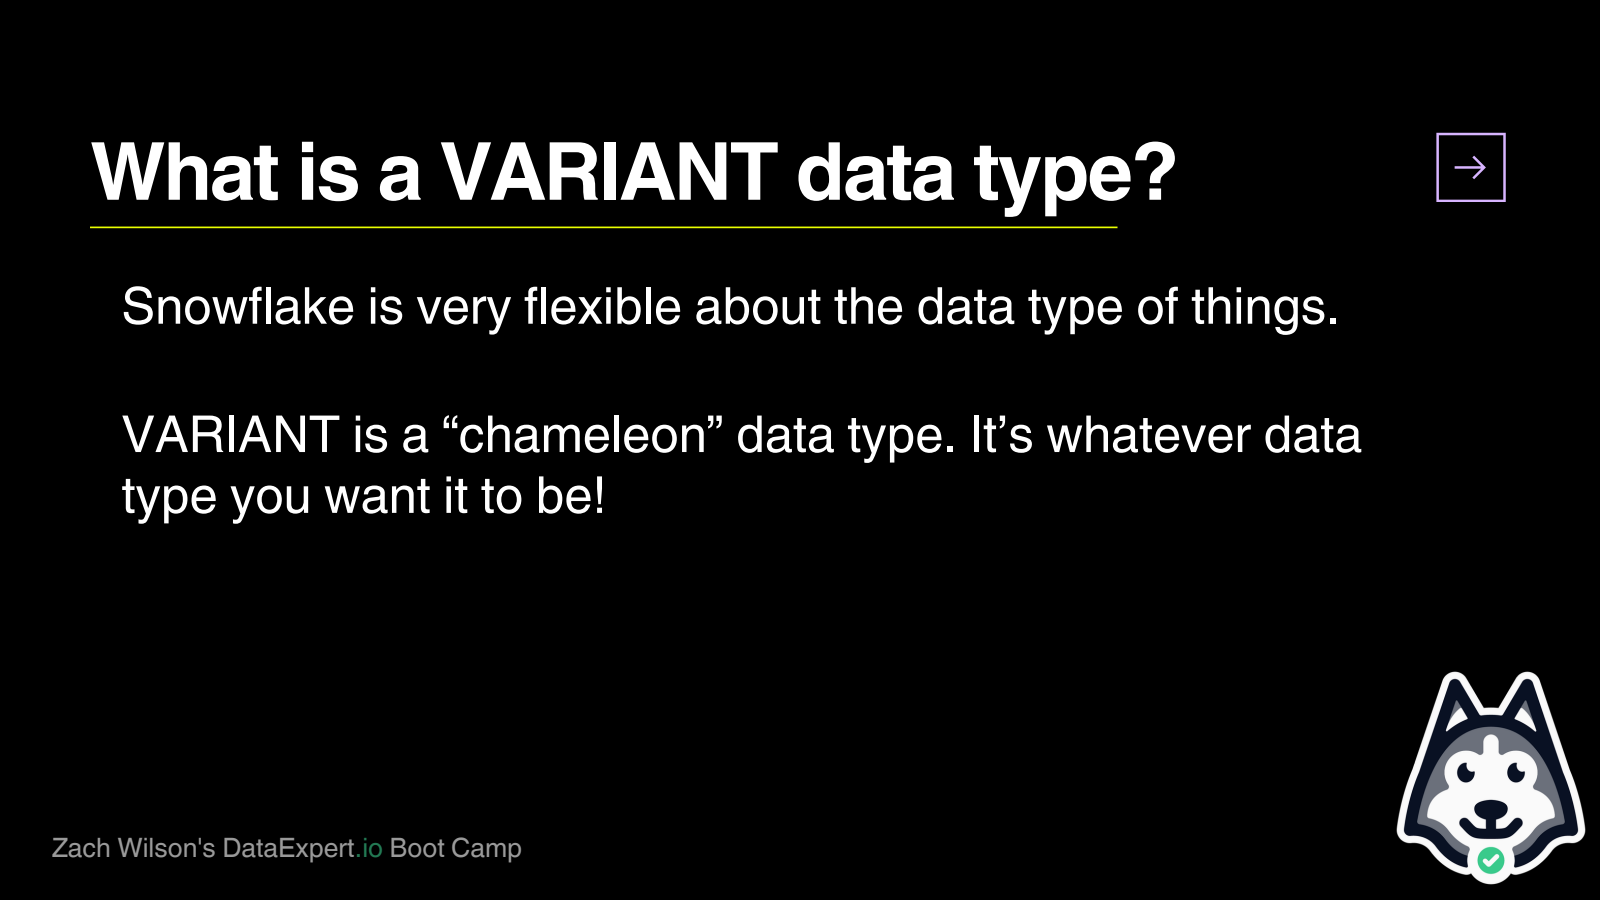 What is a VARIANT data type?
Snowflake is very flexible about the data type of things.
VARIANT is a “chameleon” data type. It’s whatever data
type you want it to be!
Zach Wilson's DataExpert.io Boot Camp